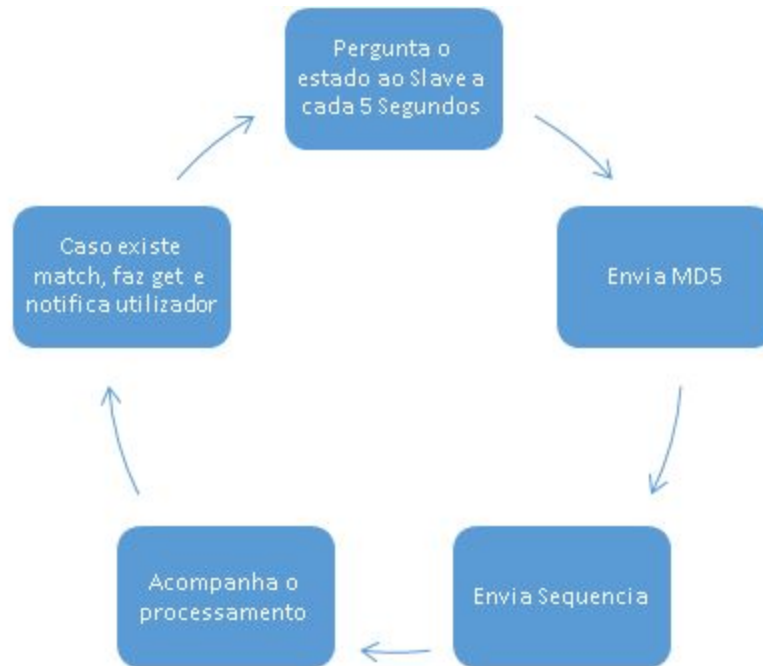 Pergunta o
estado ao Slave a
cada 5 Segundos
Envia MD5
Envia Sequencia
Acompanha o
processamento
Caso existe
match, faz get e
notifica utilizador